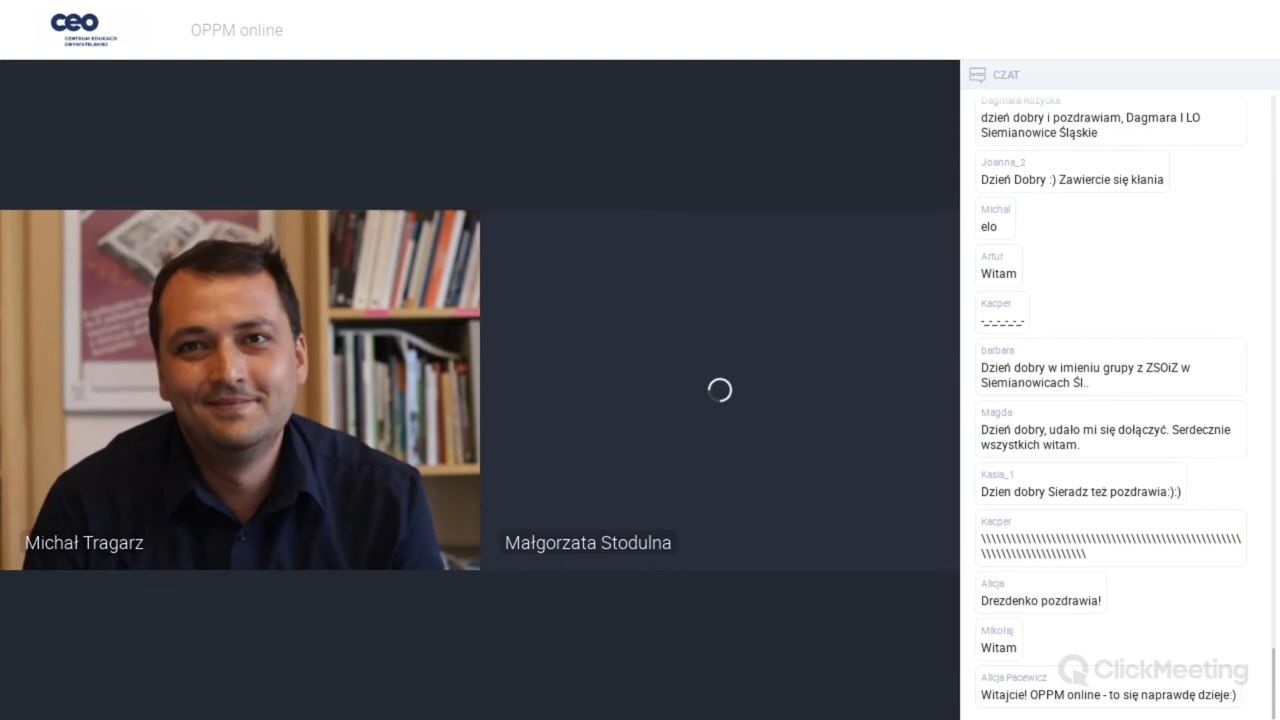 ceo
CENTRUM EDUKACJI
OBYWATELSKIEJ
OPPM online
CZAT
Dagmara Różycka
dzień dobry i pozdrawiam, Dagmara I LO
Siemianowice Śląskie
Joanna_2
Dzień Dobry :) Zawiercie się kłania
Michal
elo
Artur
Witam
Kacper
-_-_-_-_-_-_-
barbara
Dzień dobry w imieniu grupy z ZSOiZ w
Siemianowicach Śl..
Magda
Dzień dobry, udało mi się dołączyć. Serdecznie
wszystkich witam.
Kasia_1
Dzien dobry Sieradz też pozdrawia:):)
Kacper
\\\\\\\\\\\\\\\\\\\\\\\\\\\\\\\\\\\\\\\\\\\\\\\\\\\\
\\\\\\\\\\\\\\\\\\\\\
Alicja
Drezdenko pozdrawia!
Mikołaj
Witam
Alicja Pacewicz
Witajcie! OPPM online - to się naprawdę dzieje:)
ClickMeeting
Michał Tragarz
Małgorzata Stodulna